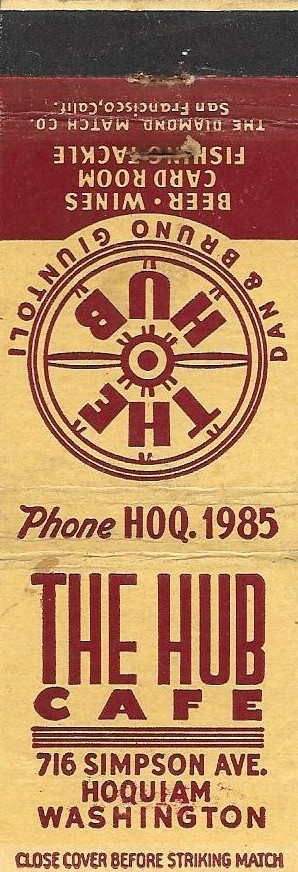 THE DIAMOND MATCH CO.
San Francisco, Calif.
BEER • WINES
CARD ROOM
FISHING TACKLE
DAN & BRUNO GIUNTOLI
THE
HUB
Phone HOQ. 1985
THE HUB
CAFE
716 SIMPSON AVE.
HOQUIAM
WASHINGTON
CLOSE COVER BEFORE STRIKING MATCH